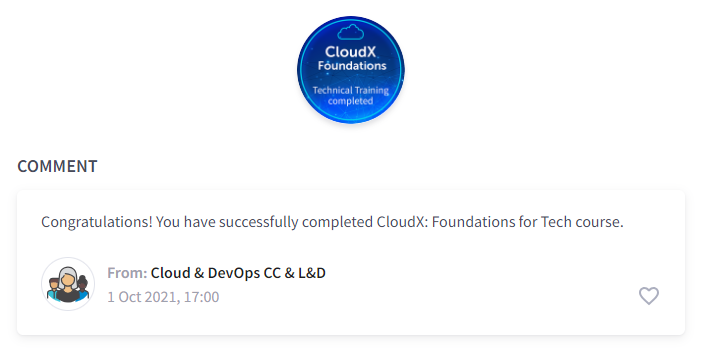 CloudX
Foundations
Technical Training
completed
COMMENT
Congratulations! You have successfully completed CloudX: Foundations for Tech course.
From: Cloud & DevOps CC & L&D
1 Oct 2021, 17:00